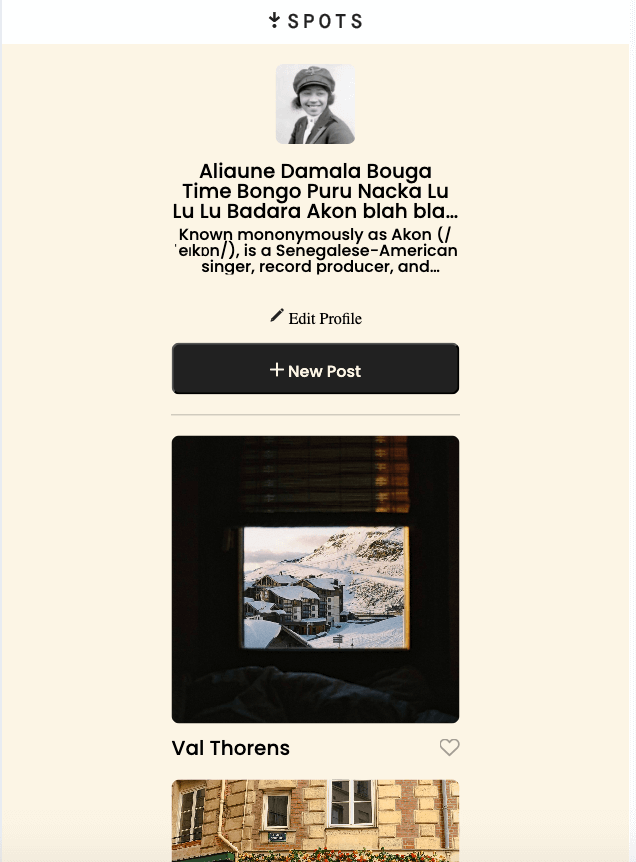 SPOTS
Aliaune Damala Bouga
Time Bongo Puru Nacka Lu
Lu Lu Badara Akon blah bla…
Known mononymously as Akon (/
ˈeɪkɒn/), is a Senegalese-American
singer, record producer, and…
Edit Profile
New Post
Val Thorens